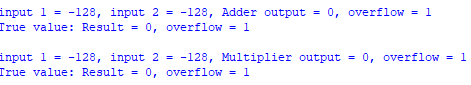 input 1 = -128, input 2 = -128, Adder output = 0, overflow = 1
True value: Result = 0, overflow = 1
input 1 = -128, input 2 = -128, Multiplier output = 0, overflow = 1
True value: Result = 0, overflow = 1